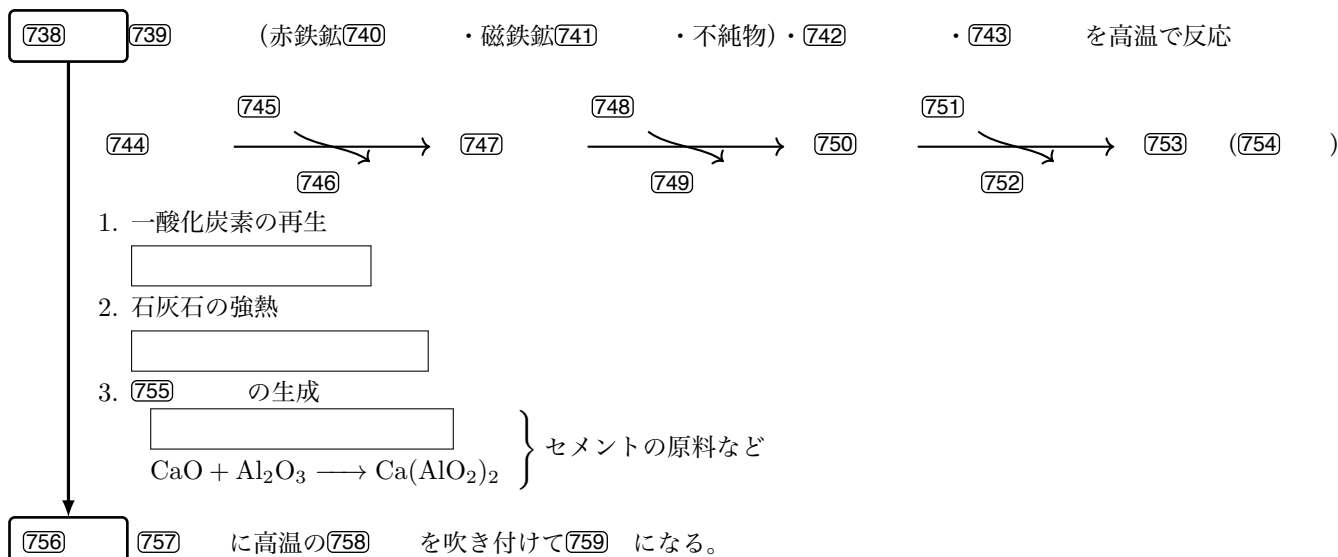 738 739 (赤鉄鉱740 ・磁鉄鉱741 ・不純物)・742 ・743 を高温で反応
745 748 751
744 747 750 753 (754 )
746 749 752
1. 一酸化炭素の再生
2. 石灰石の強熱
3. 755 の生成
CaO + Al₂O₃ ⟶ Ca(AlO₂)₂
セメントの原料など
756 757 に高温の758 を吹き付けて759 になる。